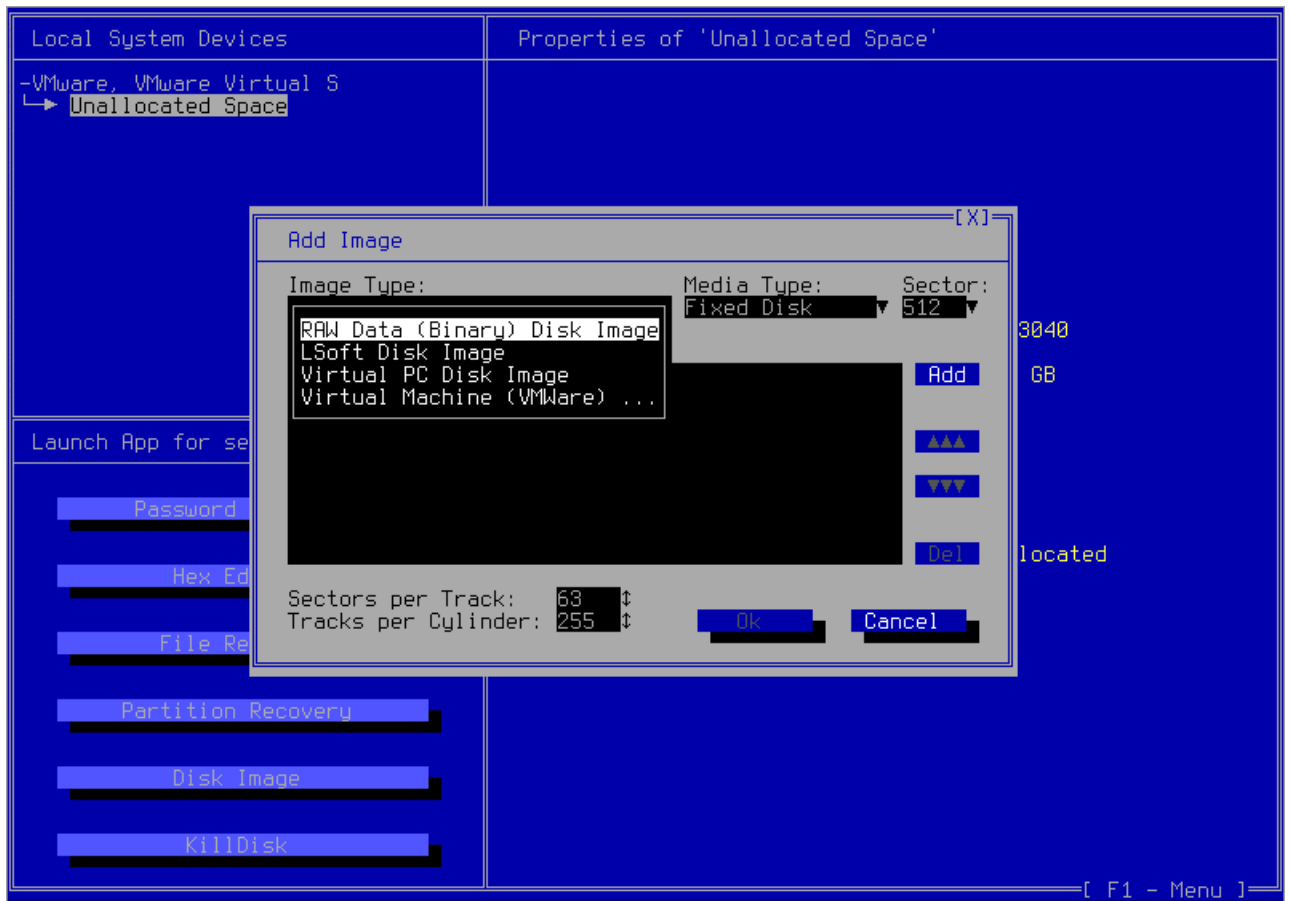 Local System Devices
Properties of 'Unallocated Space'
-VMware, VMware Virtual S
Unallocated Space
[X]
Add Image
Image Type:
Media Type:
Sector:
Fixed Disk
512
RAW Data (Binary) Disk Image
LSoft Disk Image
Virtual PC Disk Image
Virtual Machine (VMWare) ...
3040
Add
GB
Launch App for se
Password
Hex Ed
File Re
Del
located
Sectors per Track: 63
Tracks per Cylinder: 255
Ok
Cancel
Partition Recovery
Disk Image
KillDisk
[ F1 - Menu ]